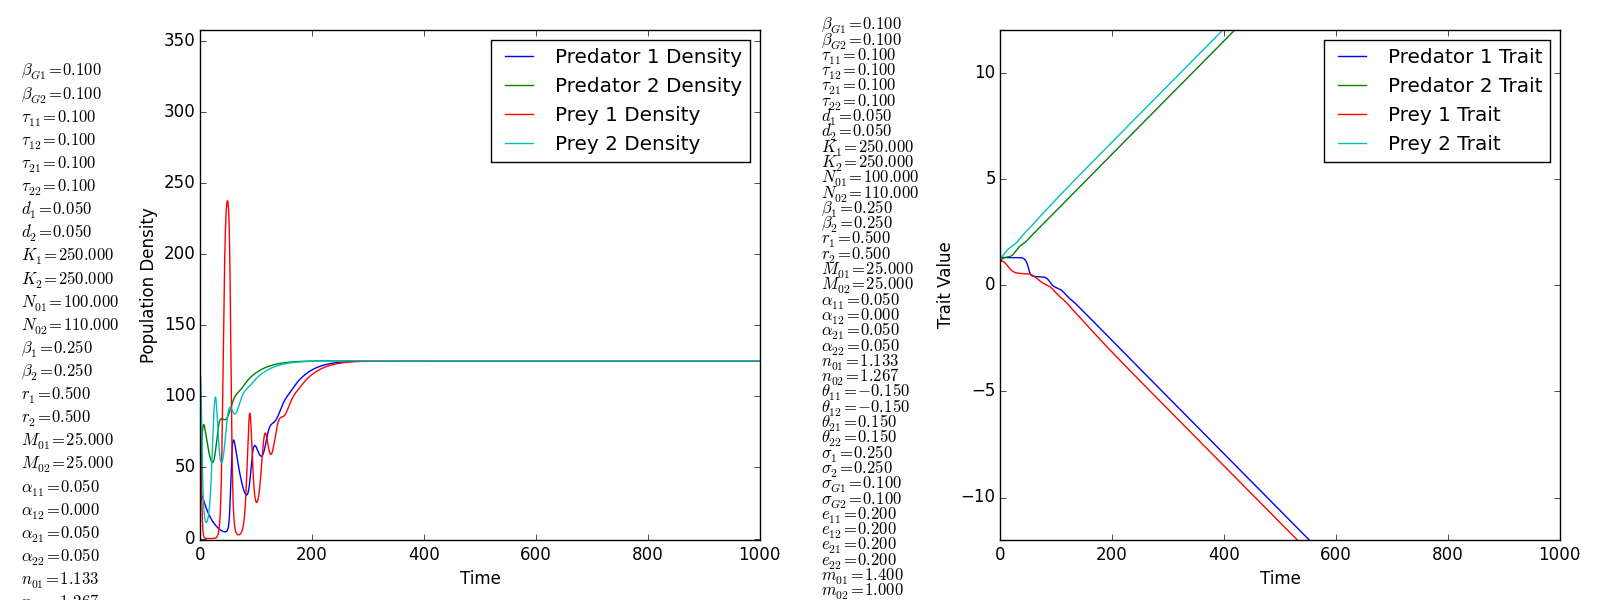 β_G1=0.100
β_G2=0.100
τ_11=0.100
τ_12=0.100
τ_21=0.100
τ_22=0.100
d_1=0.050
d_2=0.050
K_1=250.000
K_2=250.000
N_01=100.000
N_02=110.000
β_1=0.250
β_2=0.250
r_1=0.500
r_2=0.500
M_01=25.000
M_02=25.000
α_11=0.050
α_12=0.000
α_21=0.050
α_22=0.050
n_01=1.133
350
300
250
200
150
100
50
0
Population Density
0
200
400
600
800
1000
Time
Predator 1 Density
Predator 2 Density
Prey 1 Density
Prey 2 Density
β_G1=0.100
β_G2=0.100
τ_11=0.100
τ_12=0.100
τ_21=0.100
τ_22=0.100
d_1=0.050
d_2=0.050
K_1=250.000
K_2=250.000
N_01=100.000
N_02=110.000
β_1=0.250
β_2=0.250
r_1=0.500
r_2=0.500
M_01=25.000
M_02=25.000
α_11=0.050
α_12=0.000
α_21=0.050
α_22=0.050
n_01=1.133
n_02=1.267
θ_11=−0.150
θ_12=−0.150
θ_21=0.150
θ_22=0.150
σ_1=0.250
σ_2=0.250
σ_G1=0.100
σ_G2=0.100
e_11=0.200
e_12=0.200
e_21=0.200
e_22=0.200
m_01=1.400
m_02=1.000
10
5
0
−5
−10
Trait Value
0
200
400
600
800
1000
Time
Predator 1 Trait
Predator 2 Trait
Prey 1 Trait
Prey 2 Trait